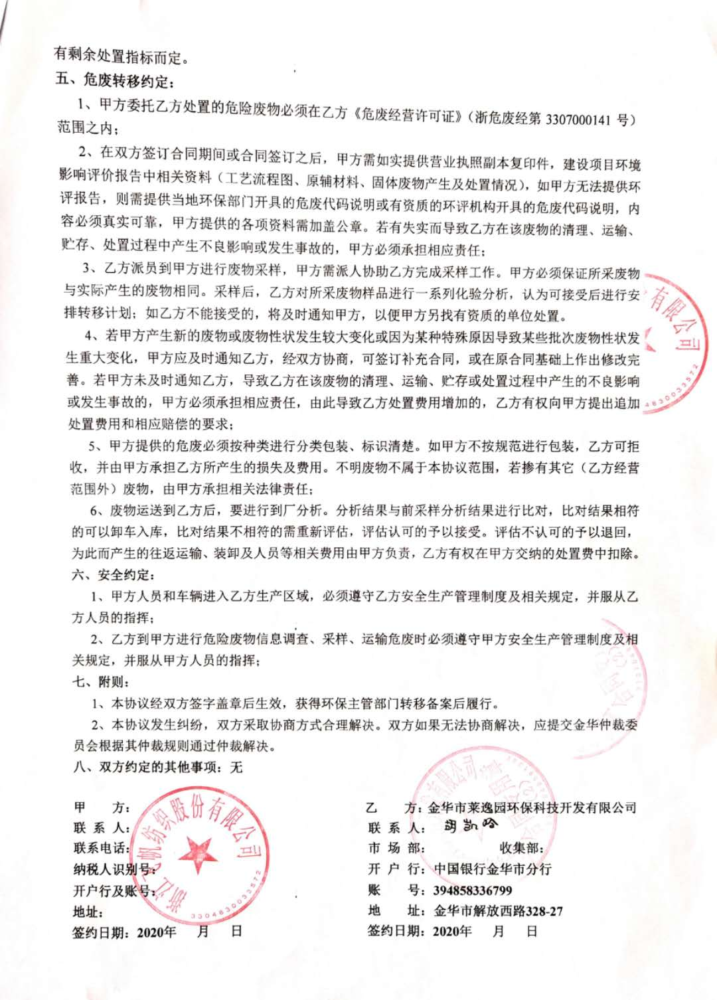 有剩余处置指标而定。
五、危废转移约定：
1、甲方委托乙方处置的危险废物必须在乙方《危废经营许可证》（浙危废经第 3307000141 号）
范围之内；
2、在双方签订合同期间或合同签订之后，甲方需如实提供营业执照副本复印件，建设项目环境
影响评价报告中相关资料（工艺流程图、原辅材料、固体废物产生及处置情况），如甲方无法提供环
评报告，则需提供当地环保部门开具的危废代码说明或有资质的环评机构开具的危废代码说明，内
容必须真实可靠，甲方提供的各项资料需加盖公章。若有失实而导致乙方在该废物的清理、运输、
贮存、处置过程中产生不良影响或发生事故的，甲方必须承担相应责任；
3、乙方派员到甲方进行废物采样，甲方需派人协助乙方完成采样工作。甲方必须保证所采废物
与实际产生的废物相同。采样后，乙方对所采废物样品进行一系列化验分析，认为可接受后进行安
排转移计划；如乙方不能接受的，将及时通知甲方，以便甲方另找有资质的单位处置。
有限公司
4、若甲方产生新的废物或废物性状发生较大变化或因为某种特殊原因导致某些批次废物性状发
生重大变化，甲方应及时通知乙方，经双方协商，可签订补充合同，或在原合同基础上作出修改完
善。若甲方未及时通知乙方，导致乙方在该废物的清理、运输、贮存或处置过程中产生的不良影响
或发生事故的，甲方必须承担相应责任，由此导致乙方处置费用增加的，乙方有权向甲方提出追加
4830033572
处置费用和相应赔偿的要求；
5、甲方提供的危废必须按种类进行分类包装、标识清楚。如甲方不按规范进行包装，乙方可拒
收，并由甲方承担乙方所产生的损失及费用。不明废物不属于本协议范围，若掺有其它（乙方经营
范围外）废物，由甲方承担相关法律责任；
6、废物运送到乙方后，要进行到厂分析。分析结果与前采样分析结果进行比对，比对结果相符
的可以卸车入库，比对结果不相符的需重新评估，评估认可的予以接受。评估不认可的予以退回，
为此而产生的往返运输、装卸及人员等相关费用由甲方负责，乙方有权在甲方交纳的处置费中扣除。
六、安全约定：
1、甲方人员和车辆进入乙方生产区域，必须遵守乙方安全生产管理制度及相关规定，并服从乙
方人员的指挥；
2、乙方到甲方进行危险废物信息调查、采样、运输危废时必须遵守甲方安全生产管理制度及相
关规定，并服从甲方人员的指挥；
七、附则：
1、本协议经双方签字盖章后生效，获得环保主管部门转移备案后履行。
2、本协议发生纠纷，双方采取协商方式合理解决。双方如果无法协商解决，应提交金华仲裁委
员会根据其仲裁规则通过仲裁解决。
八、双方约定的其他事项：无
甲 方：
联 系 人：
联系电话：
纳税人识别号：
开户行及账号：
地址：
签约日期：2020年 月 日
浙江飞帆纺织股份有限公司
3304830033572
乙 方：金华市莱逸园环保科技开发有限公司
联 系 人：
市 场 部： 收集部：
开 户 行：中国银行金华市分行
账 号：394858336799
地 址：金华市解放西路328-27
签约日期：2020年 月 日